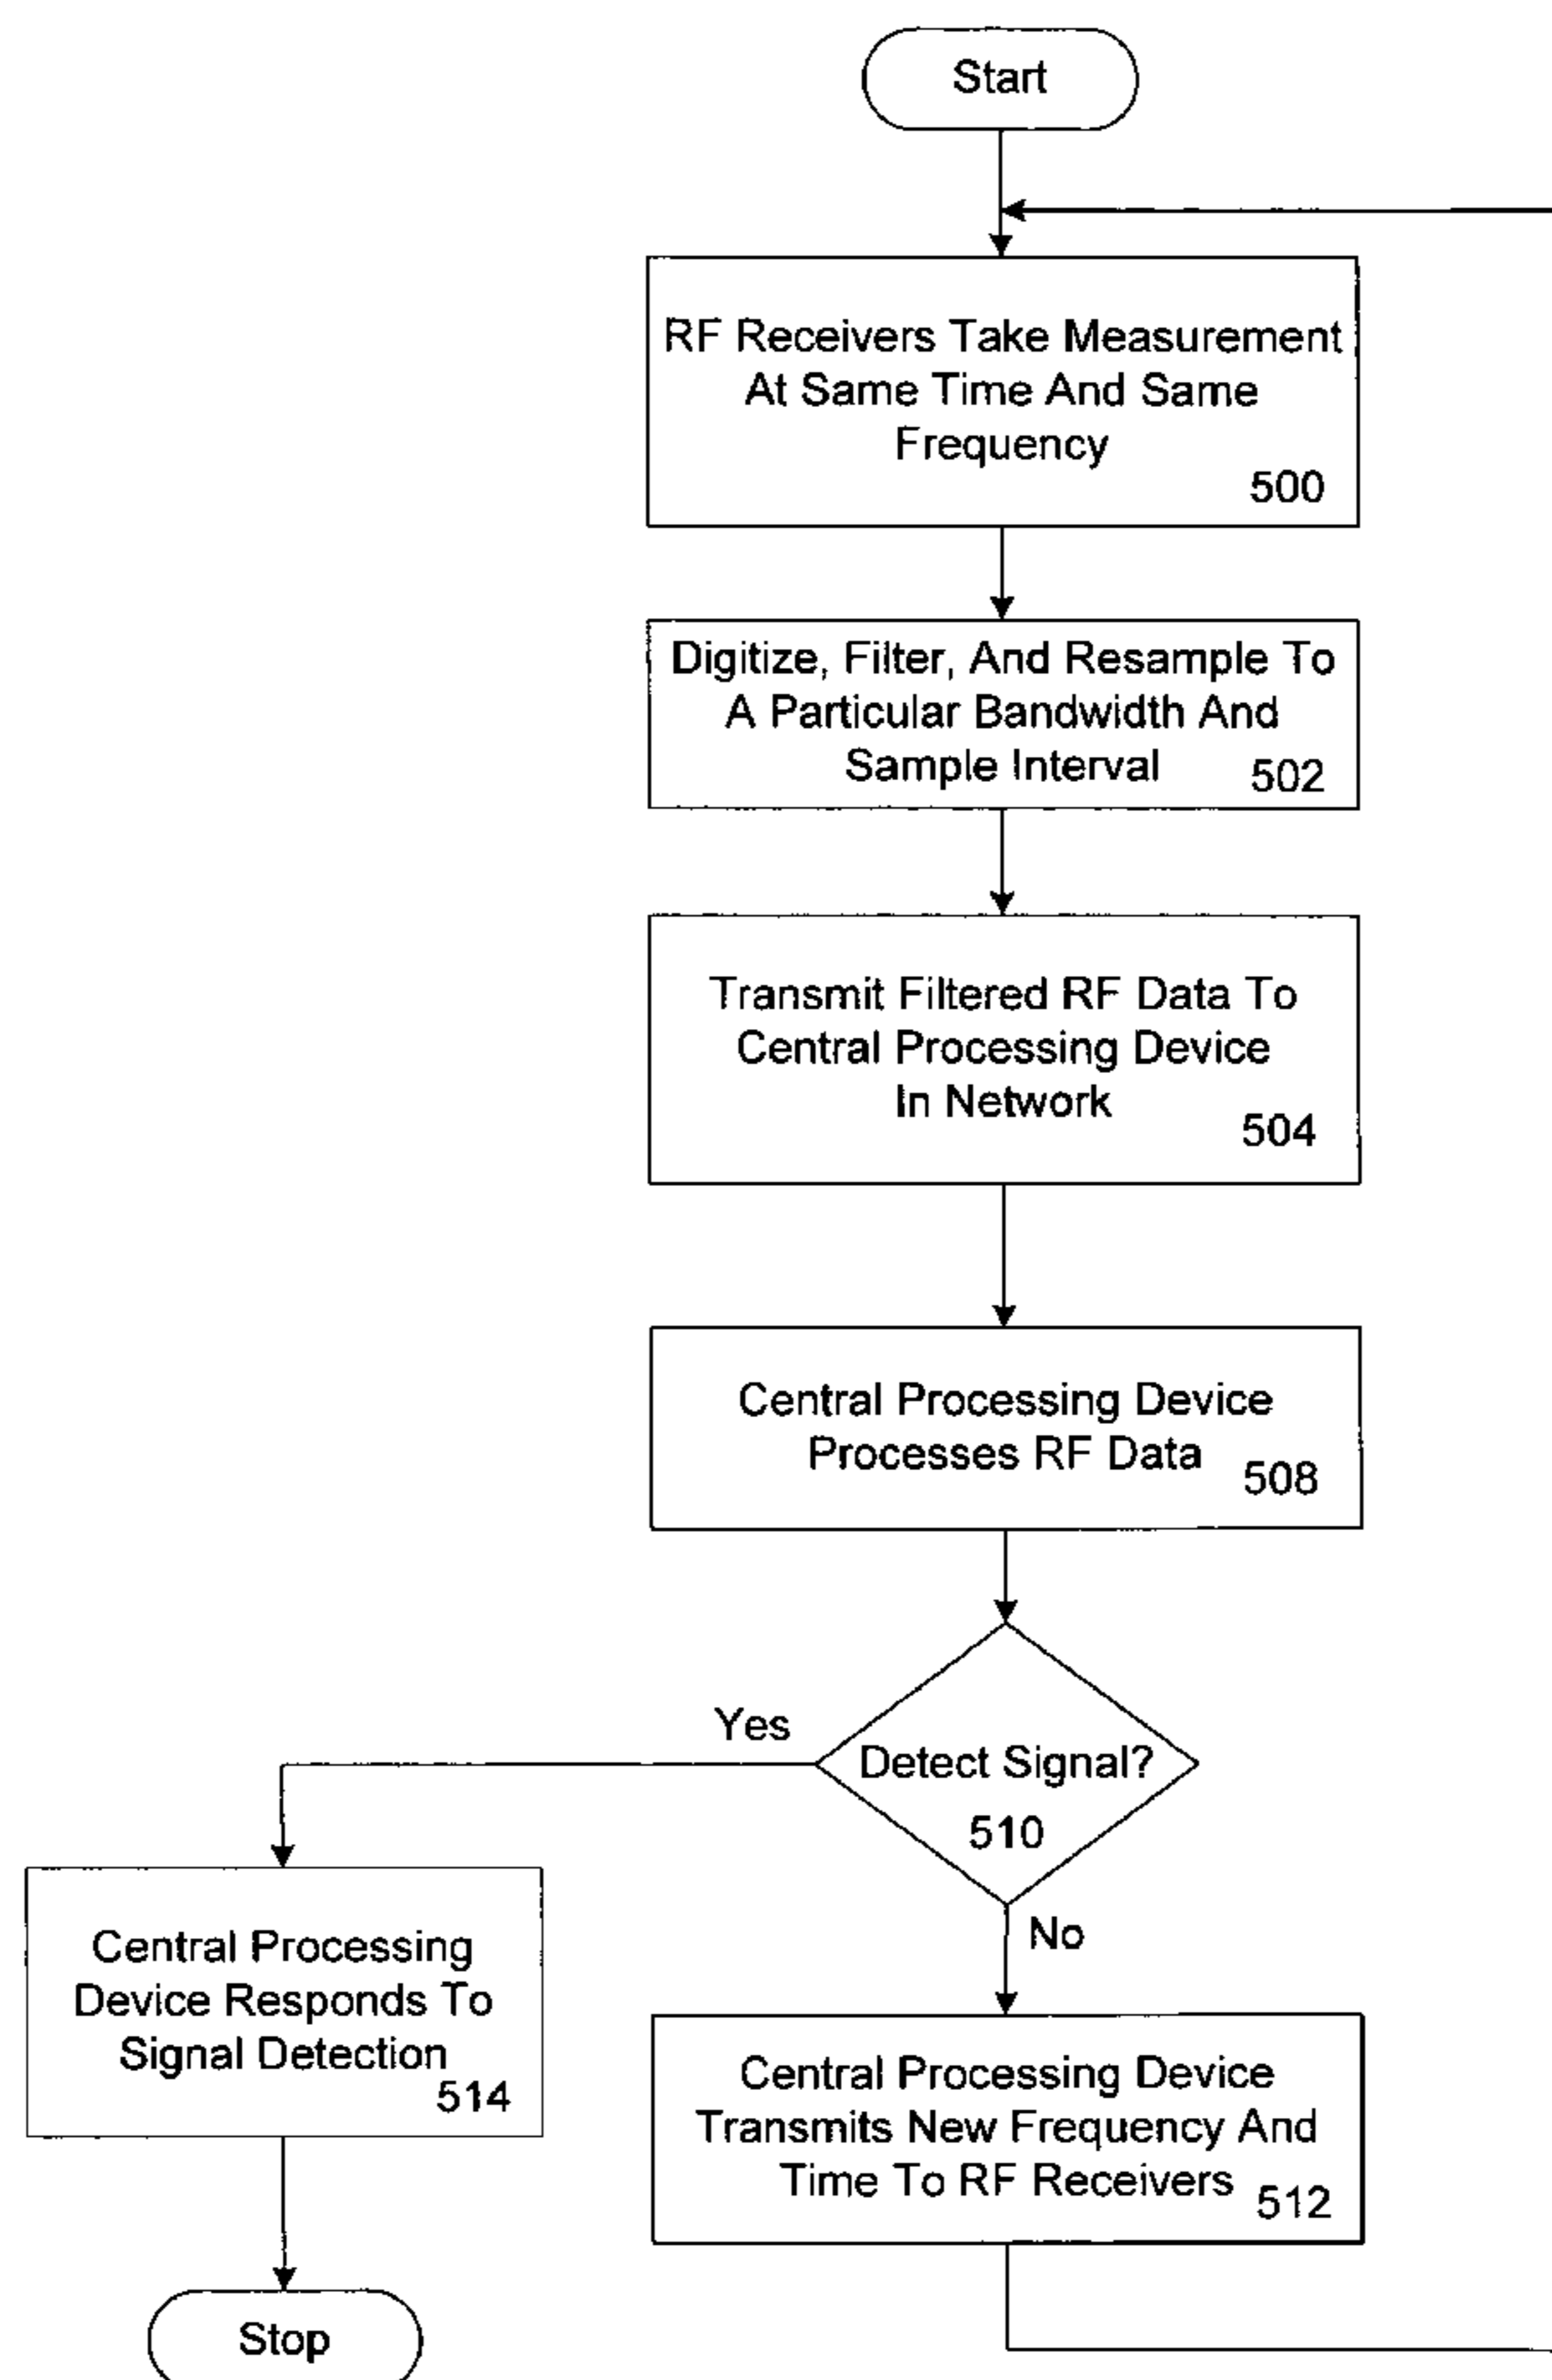 Start
RF Receivers Take Measurement
At Same Time And Same
Frequency
500
Digitize, Filter, And Resample To
A Particular Bandwidth And
Sample Interval
502
Transmit Filtered RF Data To
Central Processing Device
In Network
504
Central Processing Device
Processes RF Data
508
Detect Signal?
510
Yes
No
Central Processing
Device Responds To
Signal Detection
514
Central Processing Device
Transmits New Frequency And
Time To RF Receivers
512
Stop